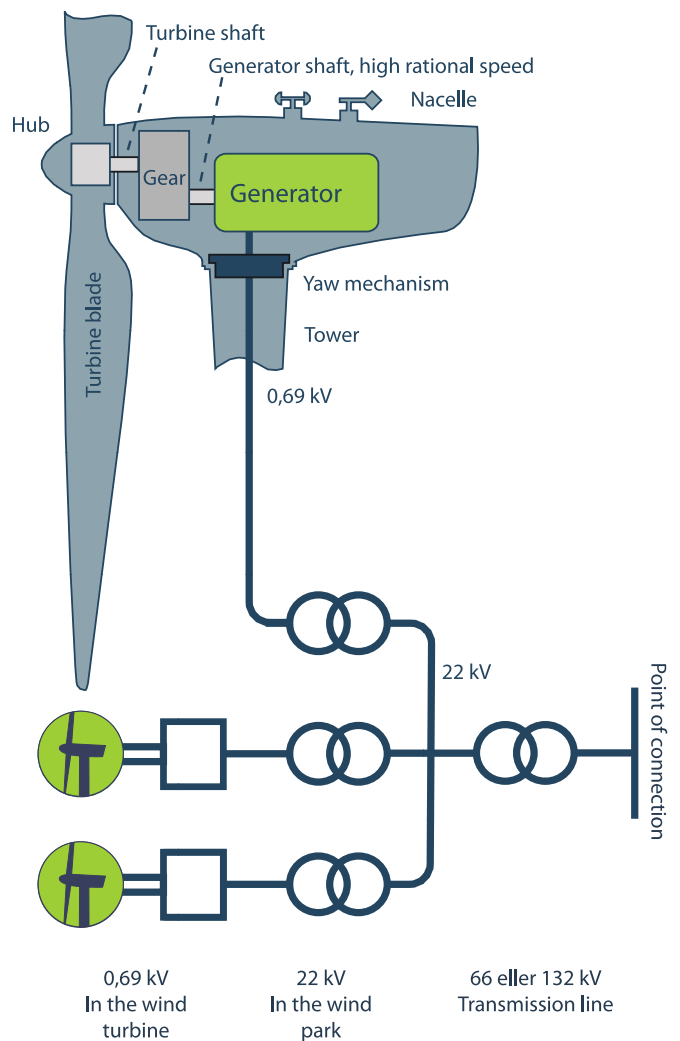 Turbine shaft
Generator shaft, high rational speed
Nacelle
Hub
Gear
Generator
Turbine blade
Yaw mechanism
Tower
0,69 kV
22 kV
Point of connection
0,69 kV
In the wind
turbine
22 kV
In the wind
park
66 eller 132 kV
Transmission line